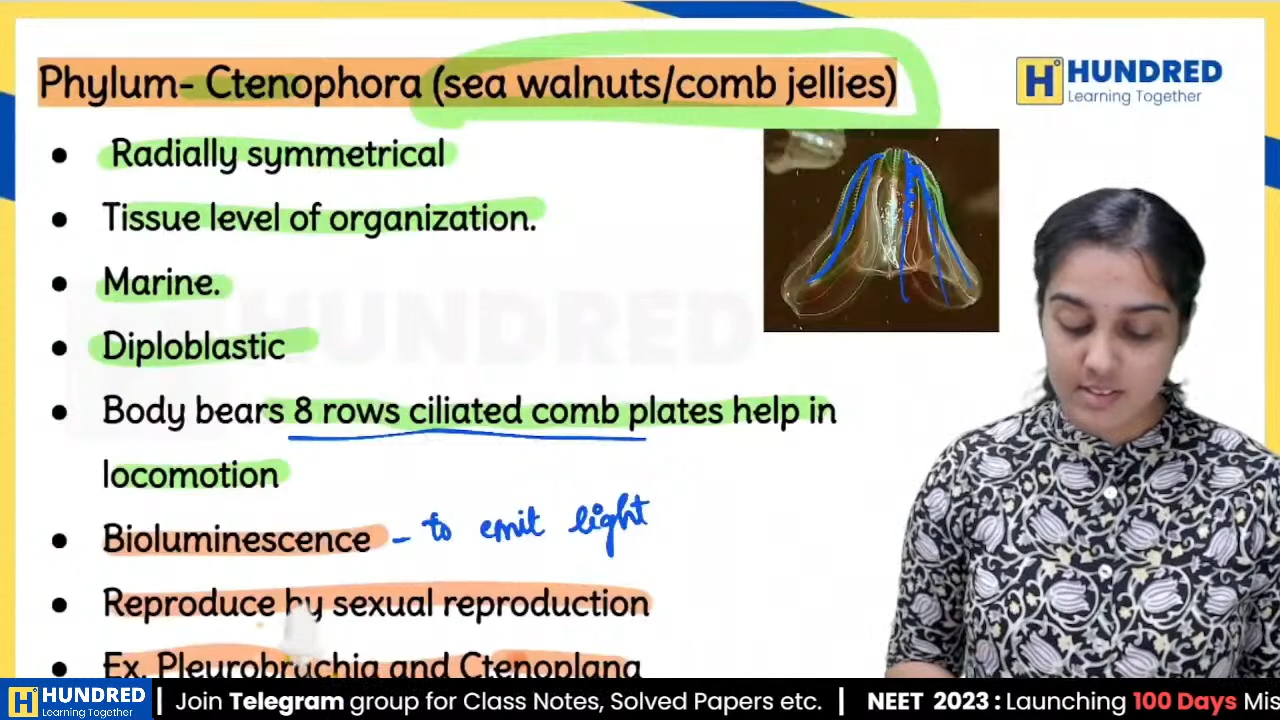 Phylum- Ctenophora (sea walnuts/comb jellies)
HUNDRED
Learning Together
● Radially symmetrical
● Tissue level of organization.
● Marine.
● Diploblastic
HUNDRED
● Body bears 8 rows ciliated comb plates help in
locomotion
● Bioluminescence - to emit light
● Reproduce by sexual reproduction
● Ex. Pleurobrachia and Ctenoplana
HUNDRED
Learning Together
Join Telegram group for Class Notes, Solved Papers etc. | NEET 2023 : Launching 100 Days Mis